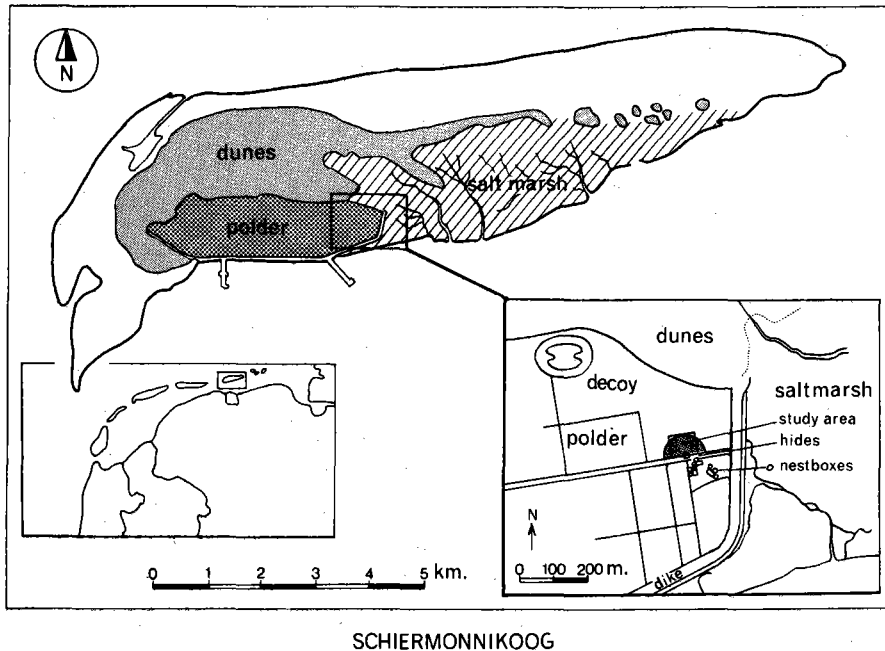 N
dunes
salt marsh
polder
dunes
decoy
saltmarsh
study area
polder
hides
nestboxes
N
0 100 200 m.
dike
0 1 2 3 4 5 km.
SCHIERMONNIKOOG